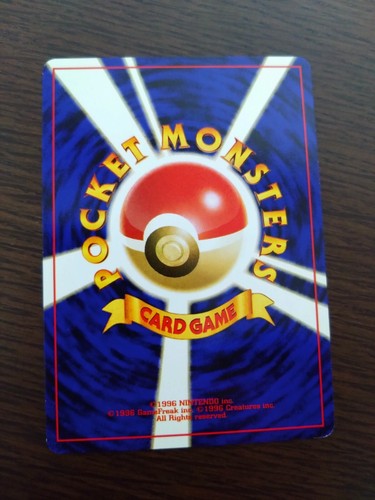 POCKET MONSTERS
CARD GAME
©1996 NINTENDO inc.
©1996 GameFreak inc. ©1996 Creatures inc.
All Rights reserved.